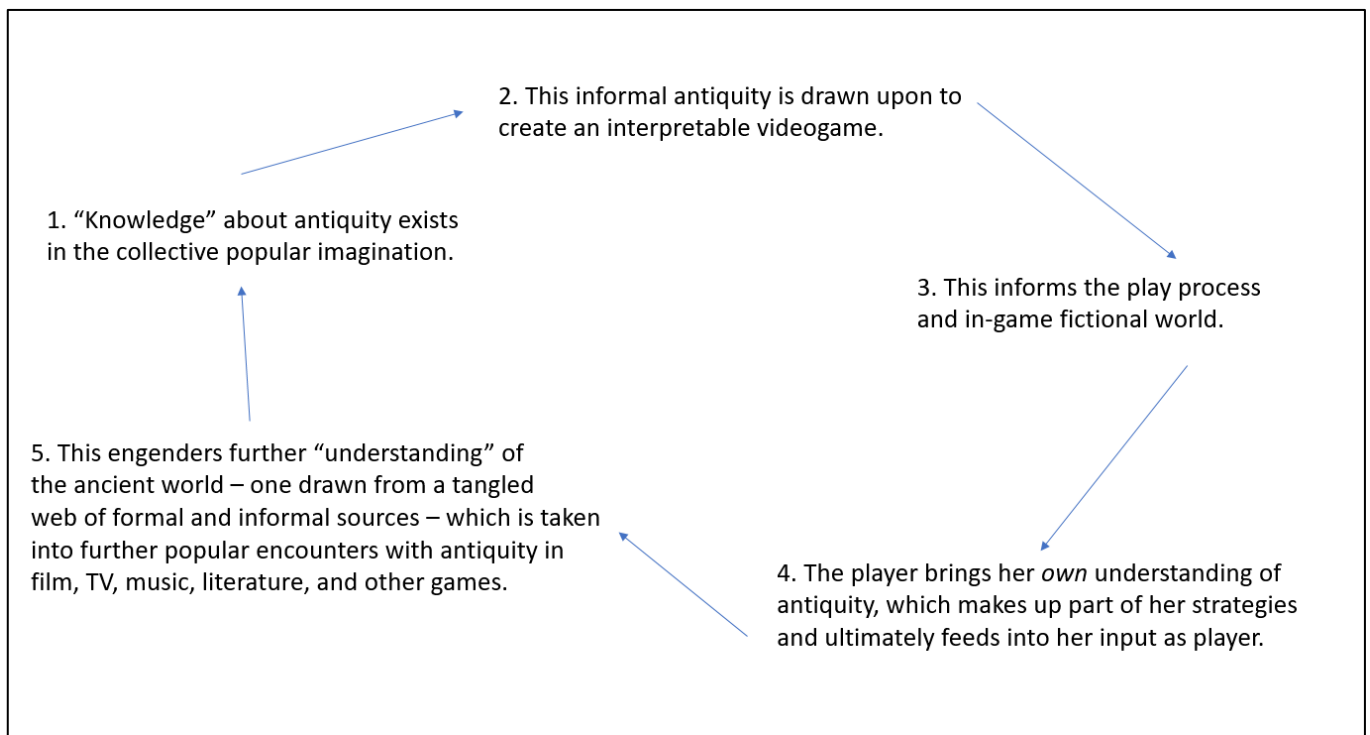 1. “Knowledge” about antiquity exists
in the collective popular imagination.
2. This informal antiquity is drawn upon to
create an interpretable videogame.
3. This informs the play process
and in-game fictional world.
4. The player brings her own understanding of
antiquity, which makes up part of her strategies
and ultimately feeds into her input as player.
5. This engenders further “understanding” of
the ancient world – one drawn from a tangled
web of formal and informal sources – which is taken
into further popular encounters with antiquity in
film, TV, music, literature, and other games.